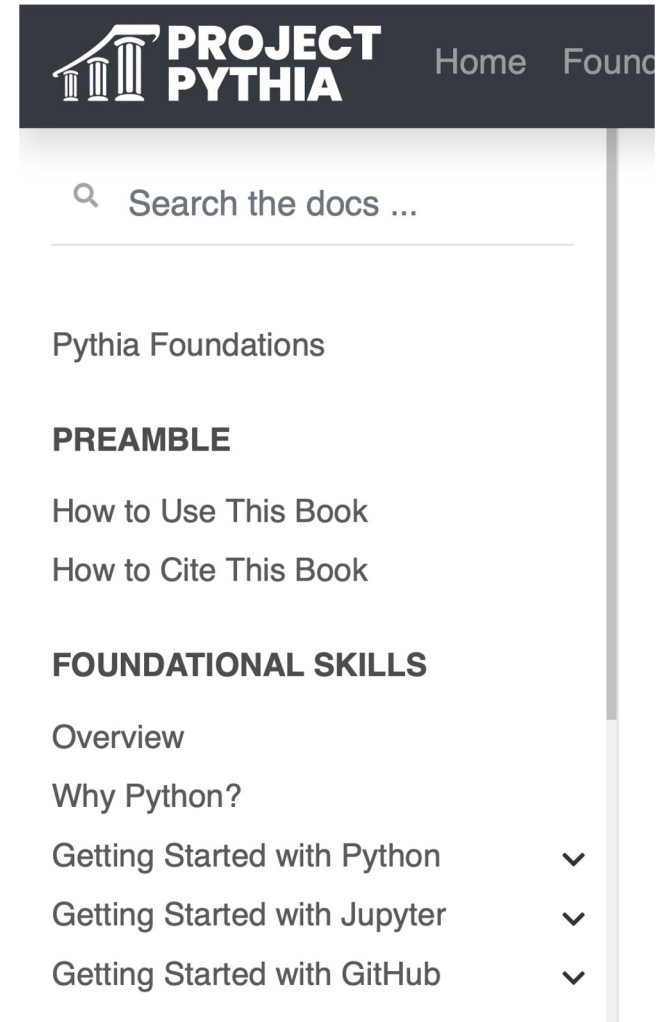 PROJECT
PYTHIA
Home Found
Search the docs ...
Pythia Foundations
PREAMBLE
How to Use This Book
How to Cite This Book
FOUNDATIONAL SKILLS
Overview
Why Python?
Getting Started with Python
Getting Started with Jupyter
Getting Started with GitHub